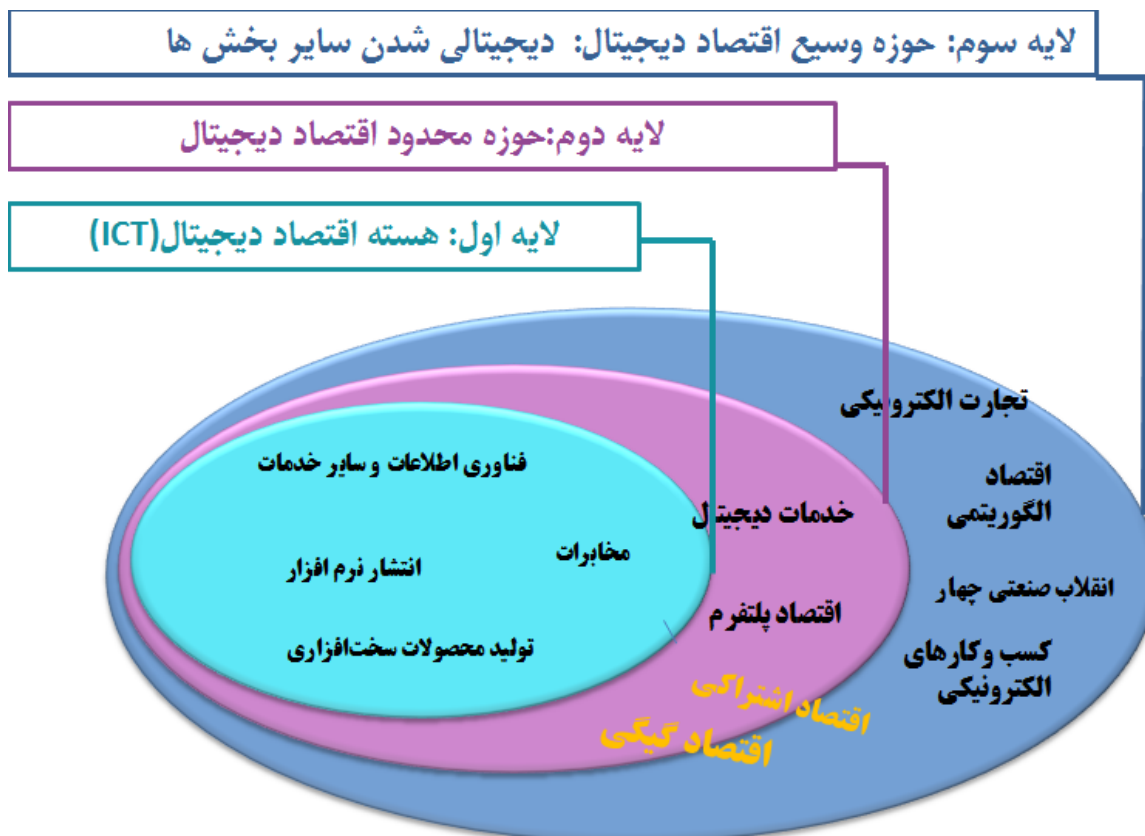 لایه سوم: حوزه وسیع اقتصاد دیجیتال: دیجیتالی شدن سایر بخش ها
لایه دوم:حوزه محدود اقتصاد دیجیتال
لایه اول: هسته اقتصاد دیجیتال(ICT)
تجارت الکترونیکی
اقتصاد
الگوریتمی
انقلاب صنعتی چهار
کسب وکارهای
الکترونیکی
خدمات دیجیتال
اقتصاد پلتفرم
اقتصاد اشتراکی
اقتصاد گیگی
فناوری اطلاعات و سایر خدمات
مخابرات
انتشار نرم افزار
تولید محصولات سخت‌افزاری